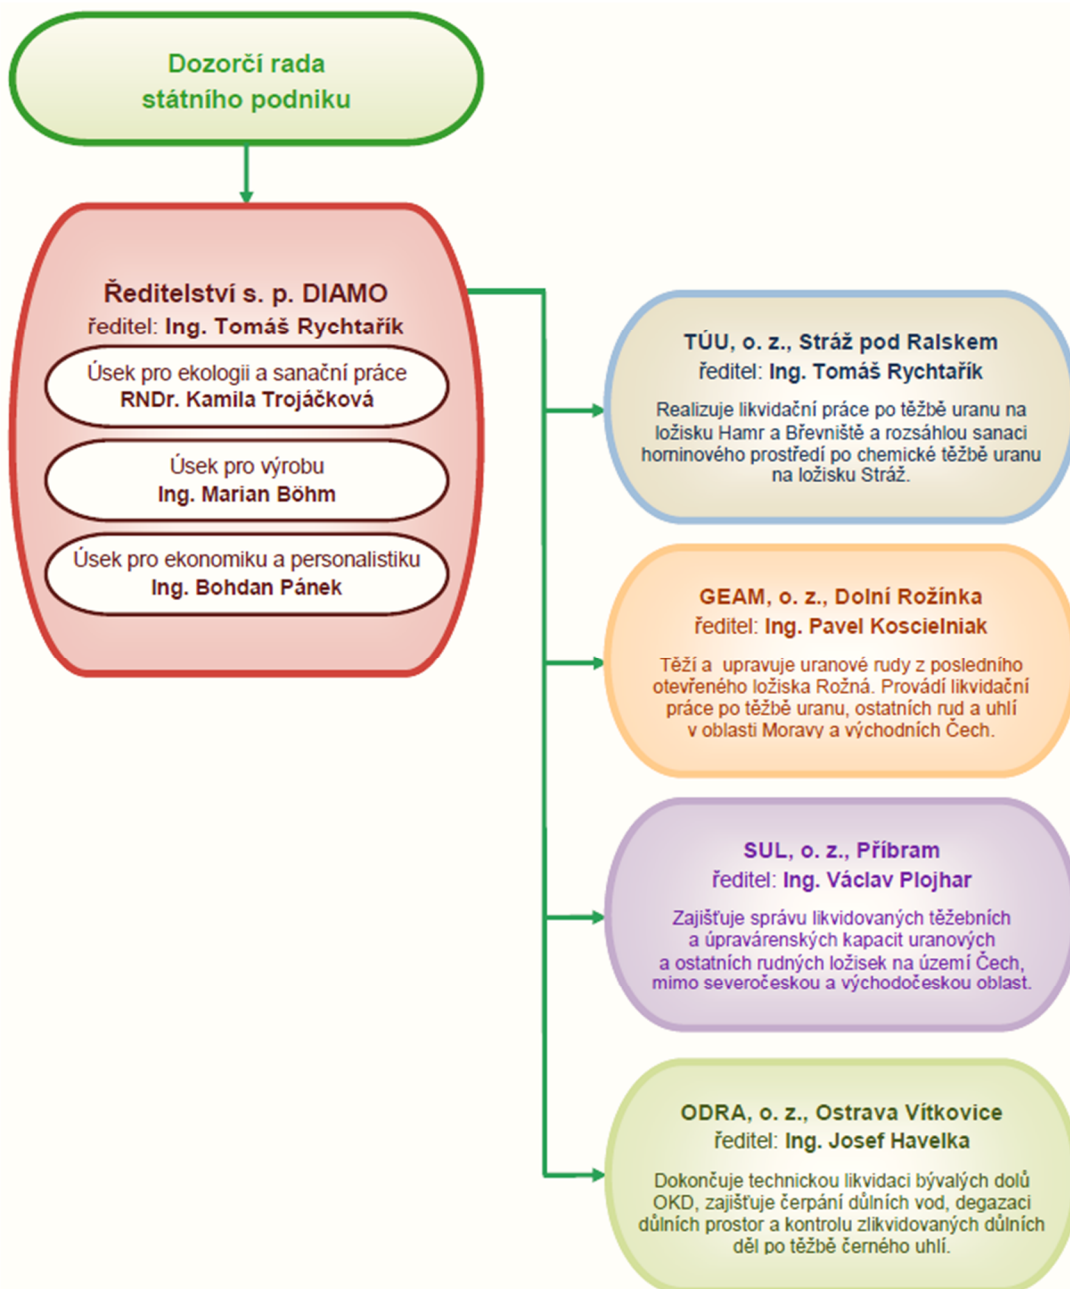 Dozorčí rada
státního podniku
Ředitelství s. p. DIAMO
ředitel: Ing. Tomáš Rychtařík
Úsek pro ekologii a sanační práce
RNDr. Kamila Trojáčková
Úsek pro výrobu
Ing. Marian Böhm
Úsek pro ekonomiku a personalistiku
Ing. Bohdan Pánek
TÚU, o. z., Stráž pod Ralskem
ředitel: Ing. Tomáš Rychtařík
Realizuje likvidační práce po těžbě uranu na
ložisku Hamr a Břevniště a rozsáhlou sanaci
horninového prostředí po chemické těžbě uranu
na ložisku Stráž.
GEAM, o. z., Dolní Rožínka
ředitel: Ing. Pavel Koscielniak
Těží a upravuje uranové rudy z posledního
otevřeného ložiska Rožná. Provádí likvidační
práce po těžbě uranu, ostatních rud a uhlí
v oblasti Moravy a východních Čech.
SUL, o. z., Příbram
ředitel: Ing. Václav Plojhar
Zajišťuje správu likvidovaných těžebních
a úpravárenských kapacit uranových
a ostatních rudných ložisek na území Čech,
mimo severočeskou a východočeskou oblast.
ODRA, o. z., Ostrava Vítkovice
ředitel: Ing. Josef Havelka
Dokončuje technickou likvidaci bývalých dolů
OKD, zajišťuje čerpání důlních vod, degazaci
důlních prostor a kontrolu zlikvidovaných důlních
děl po těžbě černého uhlí.